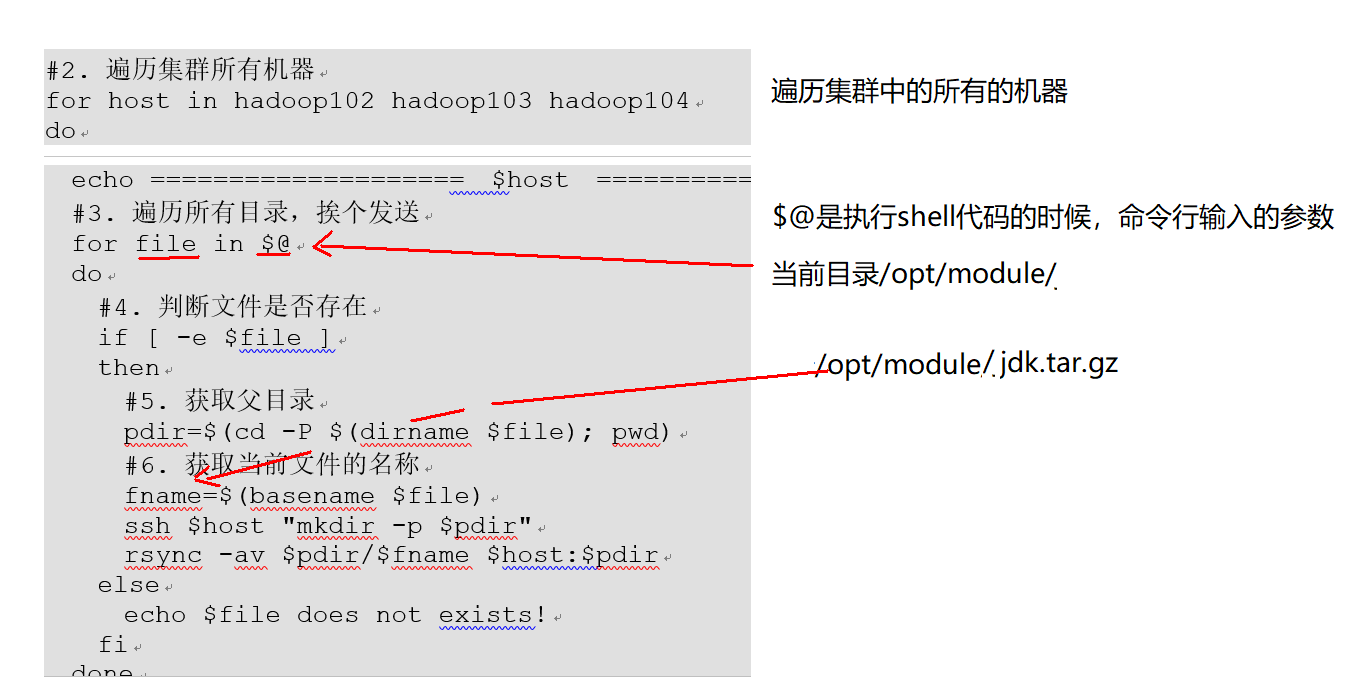 #2. 遍历集群所有机器
for host in hadoop102 hadoop103 hadoop104
do
遍历集群中的所有的机器
echo ==================== $host ==========
#3. 遍历所有目录，挨个发送
for file in $@
do
#4. 判断文件是否存在
if [ -e $file ]
then
#5. 获取父目录
pdir=$(cd -P $(dirname $file); pwd)
#6. 获取当前文件的名称
fname=$(basename $file)
ssh $host "mkdir -p $pdir"
rsync -av $pdir/$fname $host:$pdir
else
echo $file does not exists!
fi
done
$@是执行shell代码的时候，命令行输入的参数
当前目录/opt/module/
/opt/module/ jdk.tar.gz